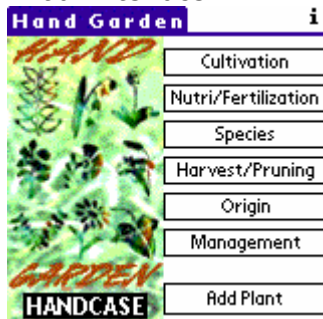 Hand Garden i
HAND
Cultivation
Nutri/Fertilization
Species
Harvest/Pruning
Origin
Management
GARDEN
HANDCASE
Add Plant